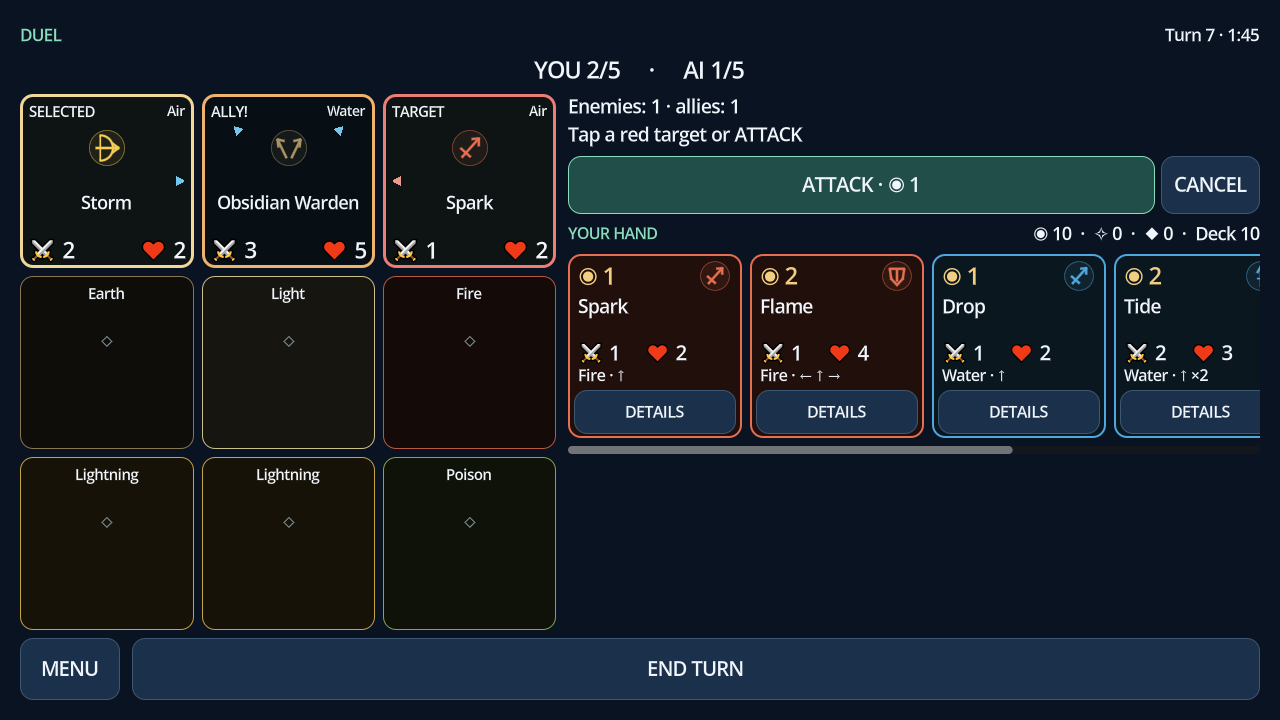 DUEL
Turn 7 · 1:45
YOU 2/5 · AI 1/5
SELECTED Air
Storm
2 2
ALLY! Water
Obsidian Warden
3 5
TARGET Air
Spark
1 2
Enemies: 1 · allies: 1
Tap a red target or ATTACK
ATTACK · ◉ 1
CANCEL
YOUR HAND
◉ 10 · ✧ 0 · ◆ 0 · Deck 10
◉ 1
Spark
1 2
Fire · ↑
DETAILS
◉ 2
Flame
1 4
Fire · ← ↑ →
DETAILS
◉ 1
Drop
1 2
Water · ↑
DETAILS
◉ 2
Tide
2 3
Water · ↑ ×2
DETAILS
Earth
Light
Fire
Lightning
Lightning
Poison
MENU
END TURN